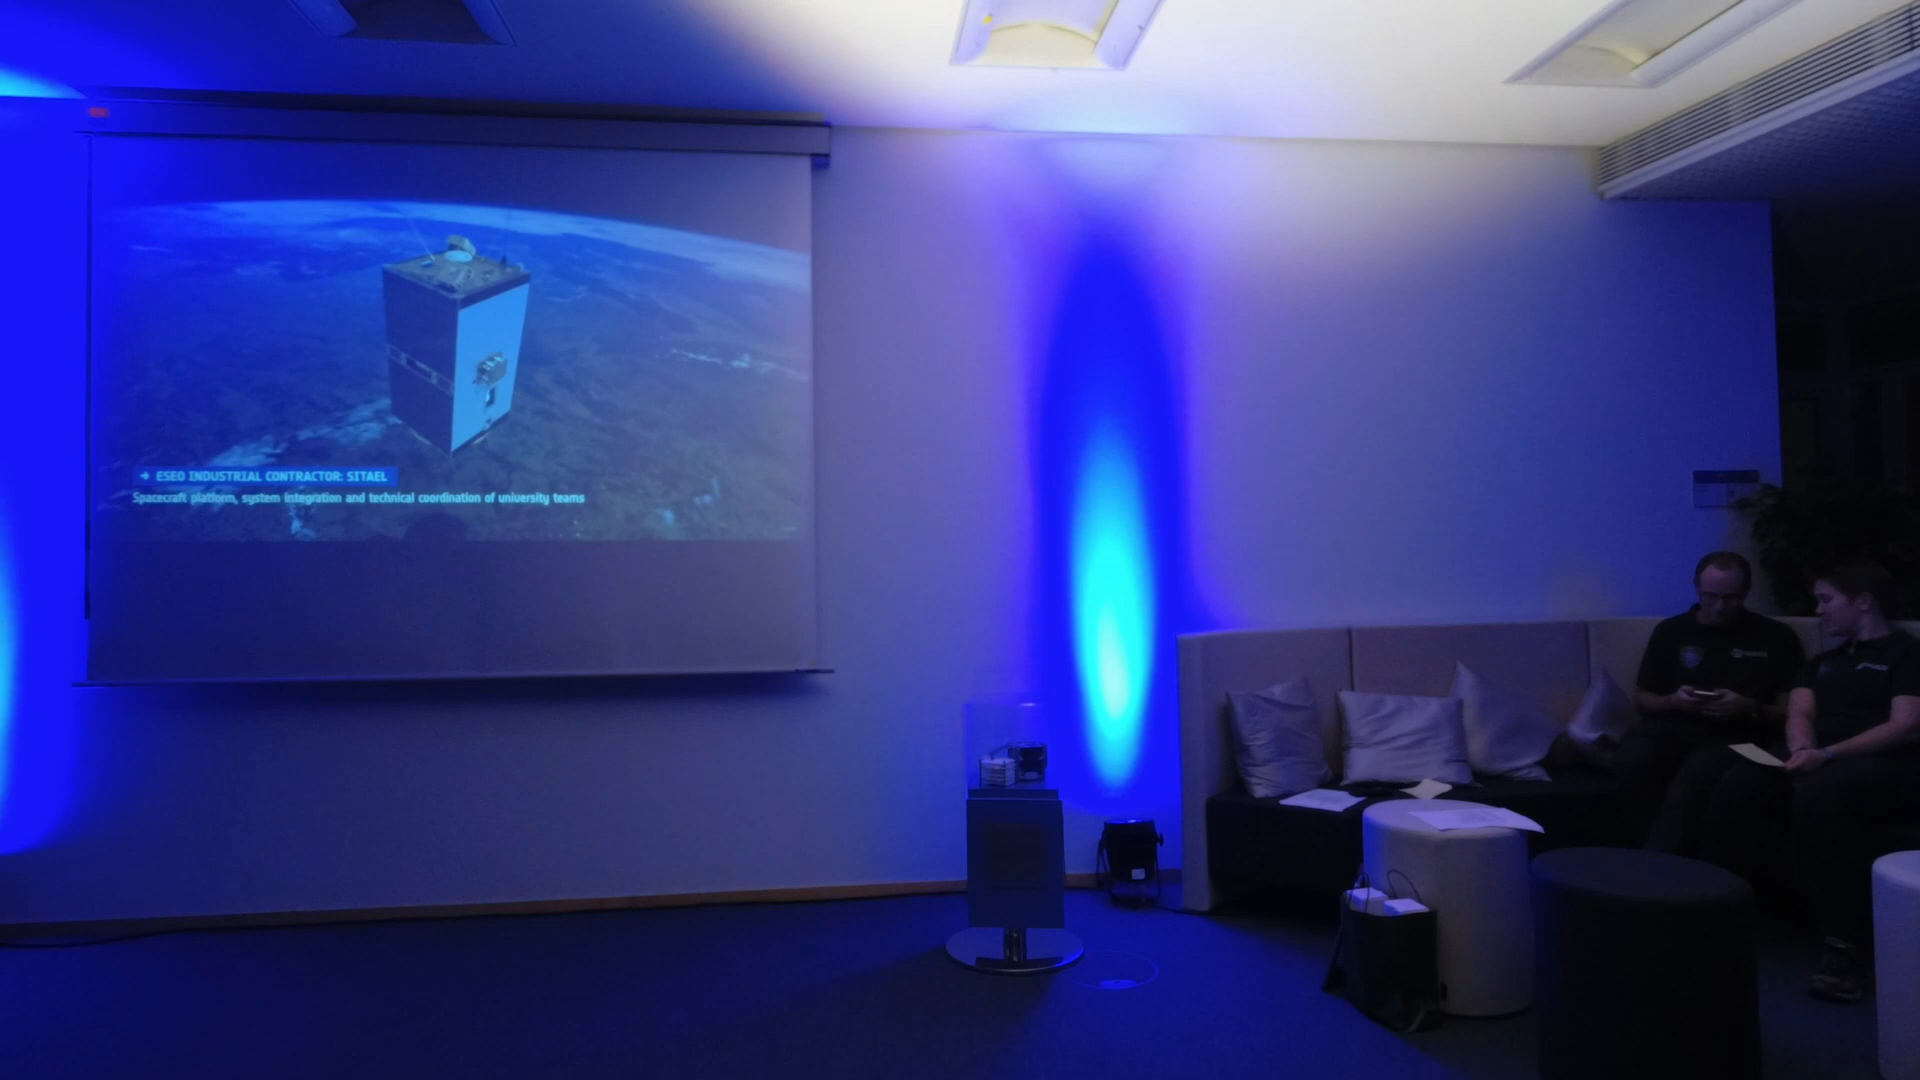 → ESEO INDUSTRIAL CONTRACTOR: SITAEL
Spacecraft platform, system integration and technical coordination of university teams